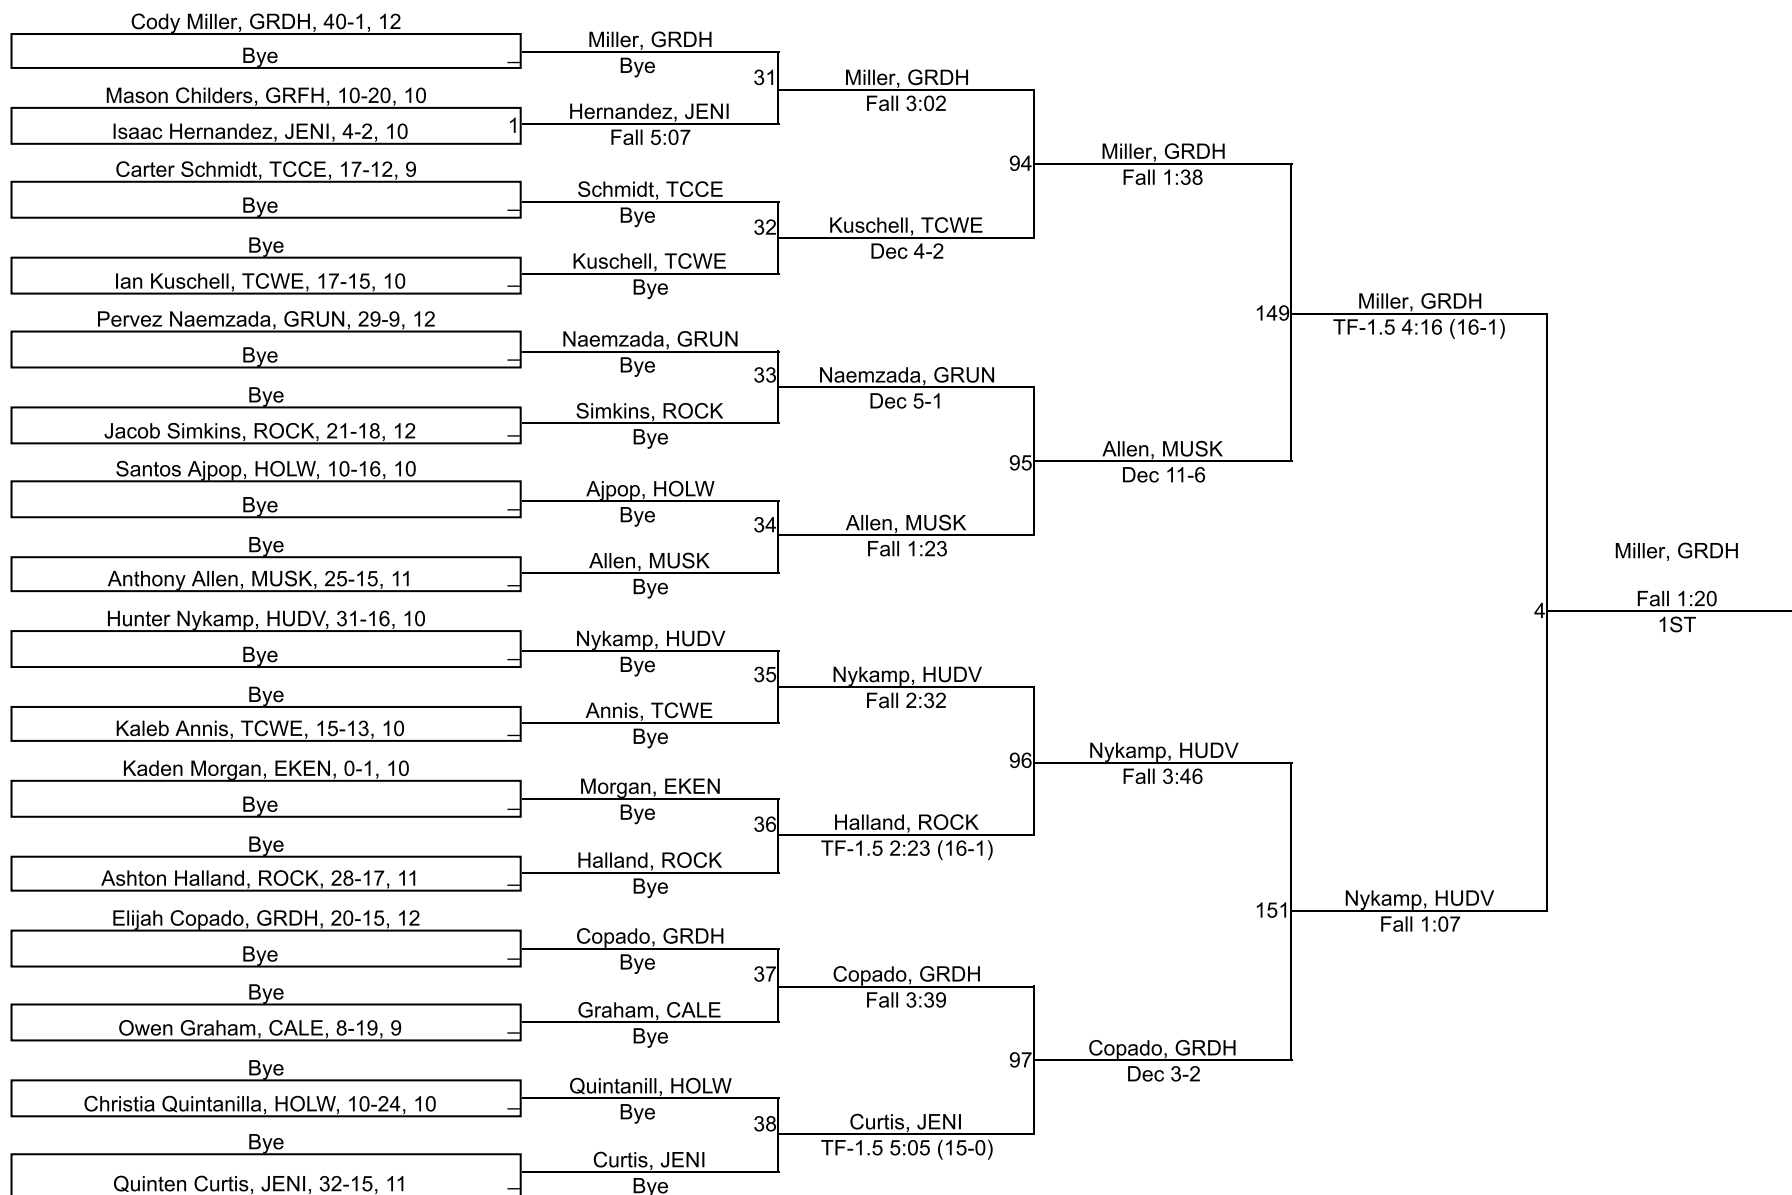 Cody Miller, GRDH, 40-1, 12
Bye
Mason Childers, GRFH, 10-20, 10
Isaac Hernandez, JENI, 4-2, 10
1
Carter Schmidt, TCCE, 17-12, 9
Bye
Bye
Ian Kuschell, TCWE, 17-15, 10
Pervez Naemzada, GRUN, 29-9, 12
Bye
Bye
Jacob Simkins, ROCK, 21-18, 12
Santos Ajpop, HOLW, 10-16, 10
Bye
Bye
Anthony Allen, MUSK, 25-15, 11
Hunter Nykamp, HUDV, 31-16, 10
Bye
Bye
Kaleb Annis, TCWE, 15-13, 10
Kaden Morgan, EKEN, 0-1, 10
Bye
Bye
Ashton Halland, ROCK, 28-17, 11
Elijah Copado, GRDH, 20-15, 12
Bye
Bye
Owen Graham, CALE, 8-19, 9
Bye
Christia Quintanilla, HOLW, 10-24, 10
Bye
Quinten Curtis, JENI, 32-15, 11
Miller, GRDH
Bye
31
Hernandez, JENI
Fall 5:07
Schmidt, TCCE
Bye
32
Kuschell, TCWE
Bye
Naemzada, GRUN
Bye
33
Simkins, ROCK
Bye
Ajpop, HOLW
Bye
34
Allen, MUSK
Bye
Nykamp, HUDV
Bye
35
Annis, TCWE
Bye
Morgan, EKEN
Bye
36
Halland, ROCK
Bye
Copado, GRDH
Bye
37
Graham, CALE
Bye
Quintanill, HOLW
Bye
38
Curtis, JENI
Bye
Miller, GRDH
Fall 3:02
94
Kuschell, TCWE
Dec 4-2
Naemzada, GRUN
Dec 5-1
95
Allen, MUSK
Fall 1:23
Nykamp, HUDV
Fall 2:32
96
Halland, ROCK
TF-1.5 2:23 (16-1)
Copado, GRDH
Fall 3:39
97
Curtis, JENI
TF-1.5 5:05 (15-0)
Miller, GRDH
Fall 1:38
149
Allen, MUSK
Dec 11-6
Nykamp, HUDV
Fall 3:46
151
Copado, GRDH
Dec 3-2
Miller, GRDH
TF-1.5 4:16 (16-1)
4
Nykamp, HUDV
Fall 1:07
Miller, GRDH
Fall 1:20
1ST